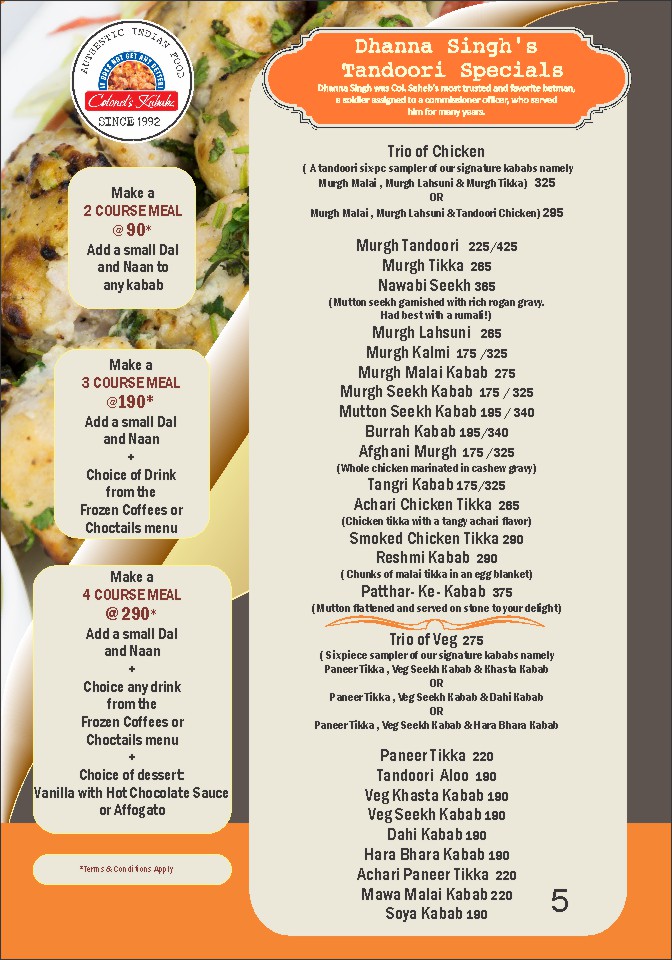 AUTHENTIC INDIAN FOOD
IT DOES NOT GET ANY BETTER!
Colonel's Kababz
SINCE 1992
Make a
2 COURSE MEAL
@ 90*
Add a small Dal
and Naan to
any kabab
Make a
3 COURSE MEAL
@190*
Add a small Dal
and Naan
+
Choice of Drink
from the
Frozen Coffees or
Choctails menu
Make a
4 COURSE MEAL
@ 290*
Add a small Dal
and Naan
+
Choice any drink
from the
Frozen Coffees or
Choctails menu
+
Choice of dessert:
Vanilla with Hot Chocolate Sauce
or Affogato
*Terms & Conditions Apply
Dhanna Singh's
Tandoori Specials
Dhanna Singh was Col. Saheb's most trusted and favorite batman,
a soldier assigned to a commissioner officer, who served
him for many years.
Trio of Chicken
( A tandoori six pc sampler of our signature kababs namely
Murgh Malai , Murgh Lahsuni & Murgh Tikka) 325
OR
Murgh Malai , Murgh Lahsuni & Tandoori Chicken) 295
Murgh Tandoori 225/425
Murgh Tikka 265
Nawabi Seekh 365
(Mutton seekh garnished with rich rogan gravy.
Had best with a rumali!)
Murgh Lahsuni 265
Murgh Kalmi 175 /325
Murgh Malai Kabab 275
Murgh Seekh Kabab 175 / 325
Mutton Seekh Kabab 195 / 340
Burrah Kabab 195/340
Afghani Murgh 175 /325
(Whole chicken marinated in cashew gravy)
Tangri Kabab 175/325
Achari Chicken Tikka 265
(Chicken tikka with a tangy achari flavor)
Smoked Chicken Tikka 290
Reshmi Kabab 290
( Chunks of malai tikka in an egg blanket)
Patthar- Ke- Kabab 375
(Mutton flattened and served on stone to your delight)
Trio of Veg 275
( Six piece sampler of our signature kababs namely
Paneer Tikka , Veg Seekh Kabab & Khasta Kabab
OR
Paneer Tikka , Veg Seekh Kabab & Dahi Kabab
OR
Paneer Tikka , Veg Seekh Kabab & Hara Bhara Kabab
Paneer Tikka 220
Tandoori Aloo 190
Veg Khasta Kabab 190
Veg Seekh Kabab 190
Dahi Kabab 190
Hara Bhara Kabab 190
Achari Paneer Tikka 220
Mawa Malai Kabab 220
Soya Kabab 190
5